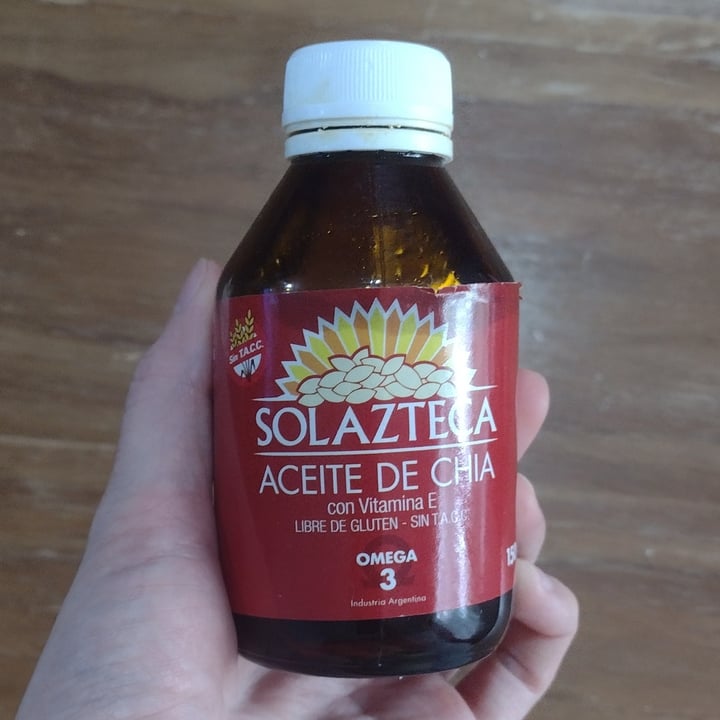 Sin T.A.C.C.
SOLAZTECA
ACEITE DE CHIA
con Vitamina E
LIBRE DE GLUTEN - SIN T.A.C.C.
OMEGA
3
Industria Argentina